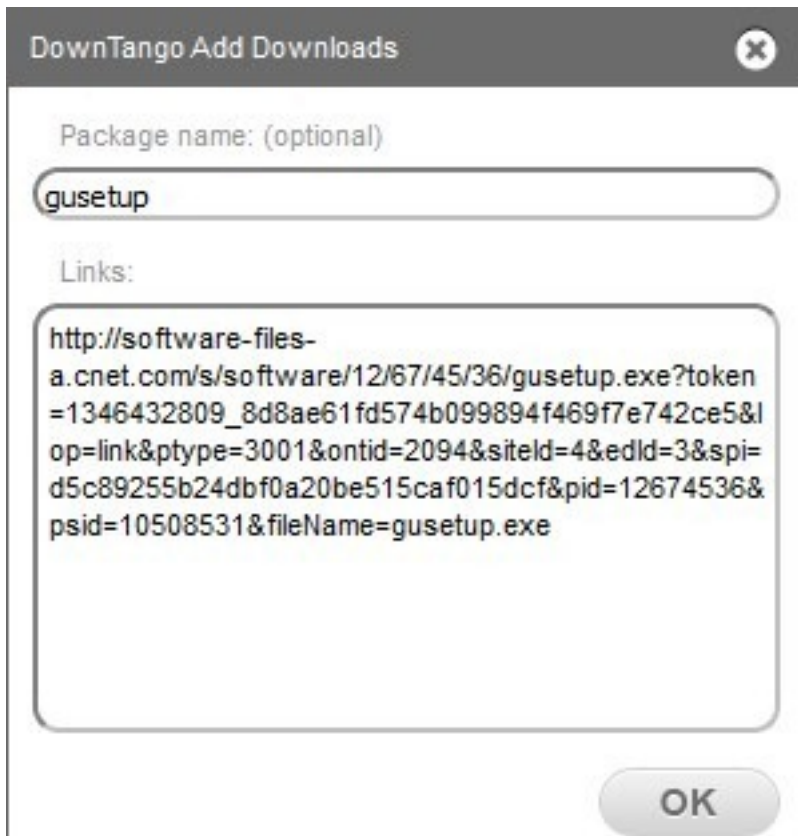 DownTango Add Downloads
Package name: (optional)
gusetup
Links:
http://software-files-
a.cnet.com/s/software/12/67/45/36/gusetup.exe?token
=1346432809_8d8ae61fd574b099894f469f7e742ce5&l
op=link&ptype=3001&ontid=2094&siteId=4&edId=3&spi=
d5c89255b24dbf0a20be515caf015dcf&pid=12674536&
psid=10508531&fileName=gusetup.exe
OK